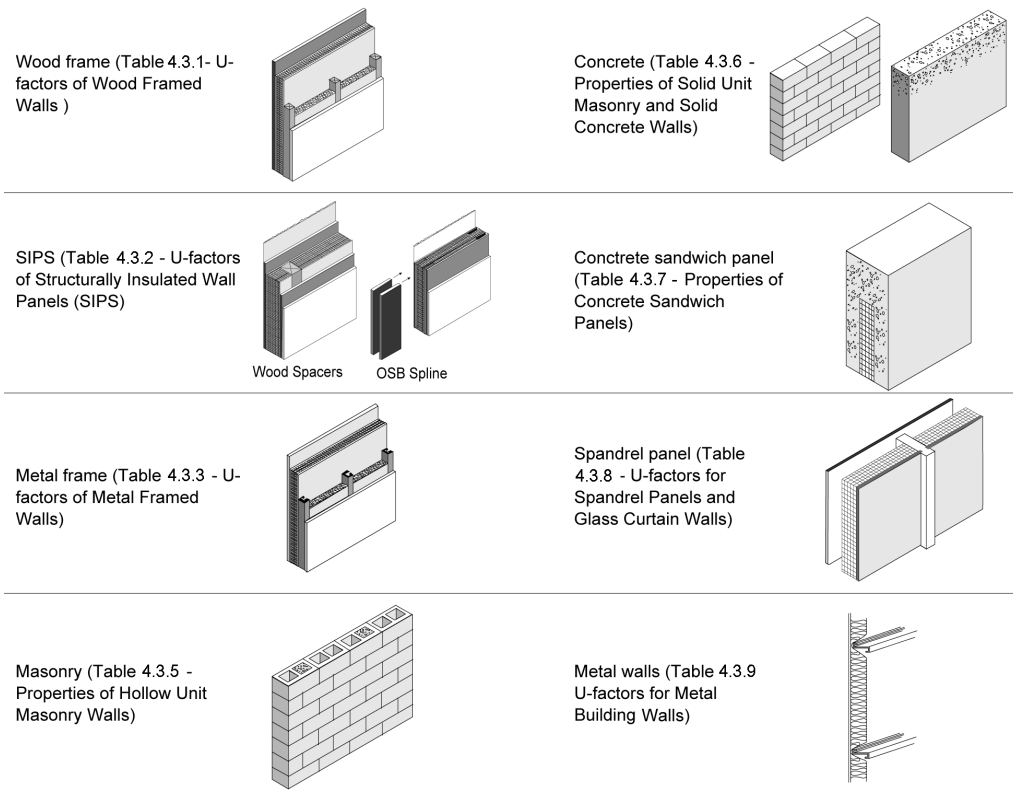 Wood frame (Table 4.3.1- U-
factors of Wood Framed
Walls )
Concrete (Table 4.3.6 -
Properties of Solid Unit
Masonry and Solid
Concrete Walls)
SIPS (Table 4.3.2 - U-factors
of Structurally Insulated Wall
Panels (SIPS)
Wood Spacers
OSB Spline
Conctrete sandwich panel
(Table 4.3.7 - Properties of
Concrete Sandwich
Panels)
Metal frame (Table 4.3.3 - U-
factors of Metal Framed
Walls)
Spandrel panel (Table
4.3.8 - U-factors for
Spandrel Panels and
Glass Curtain Walls)
Masonry (Table 4.3.5 -
Properties of Hollow Unit
Masonry Walls)
Metal walls (Table 4.3.9
U-factors for Metal
Building Walls)